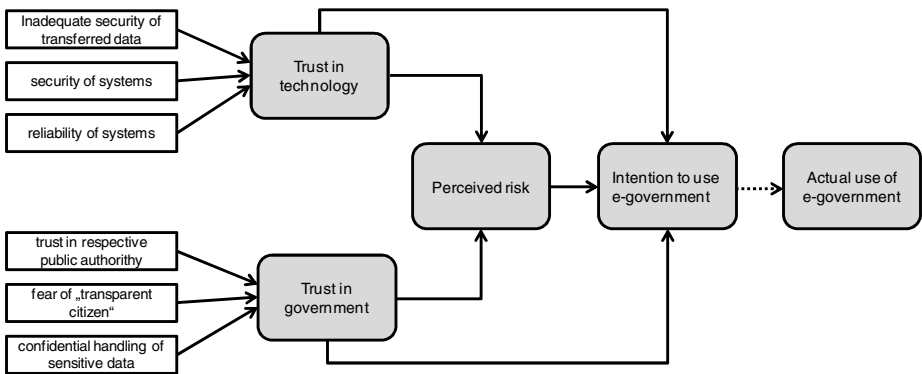 Inadequate security of
transferred data
security of systems
reliability of systems
Trust in
technology
Perceived risk
Intention to use
e-government
Actual use of
e-government
trust in respective
public authorithy
fear of „transparent
citizen“
confidential handling of
sensitive data
Trust in
government